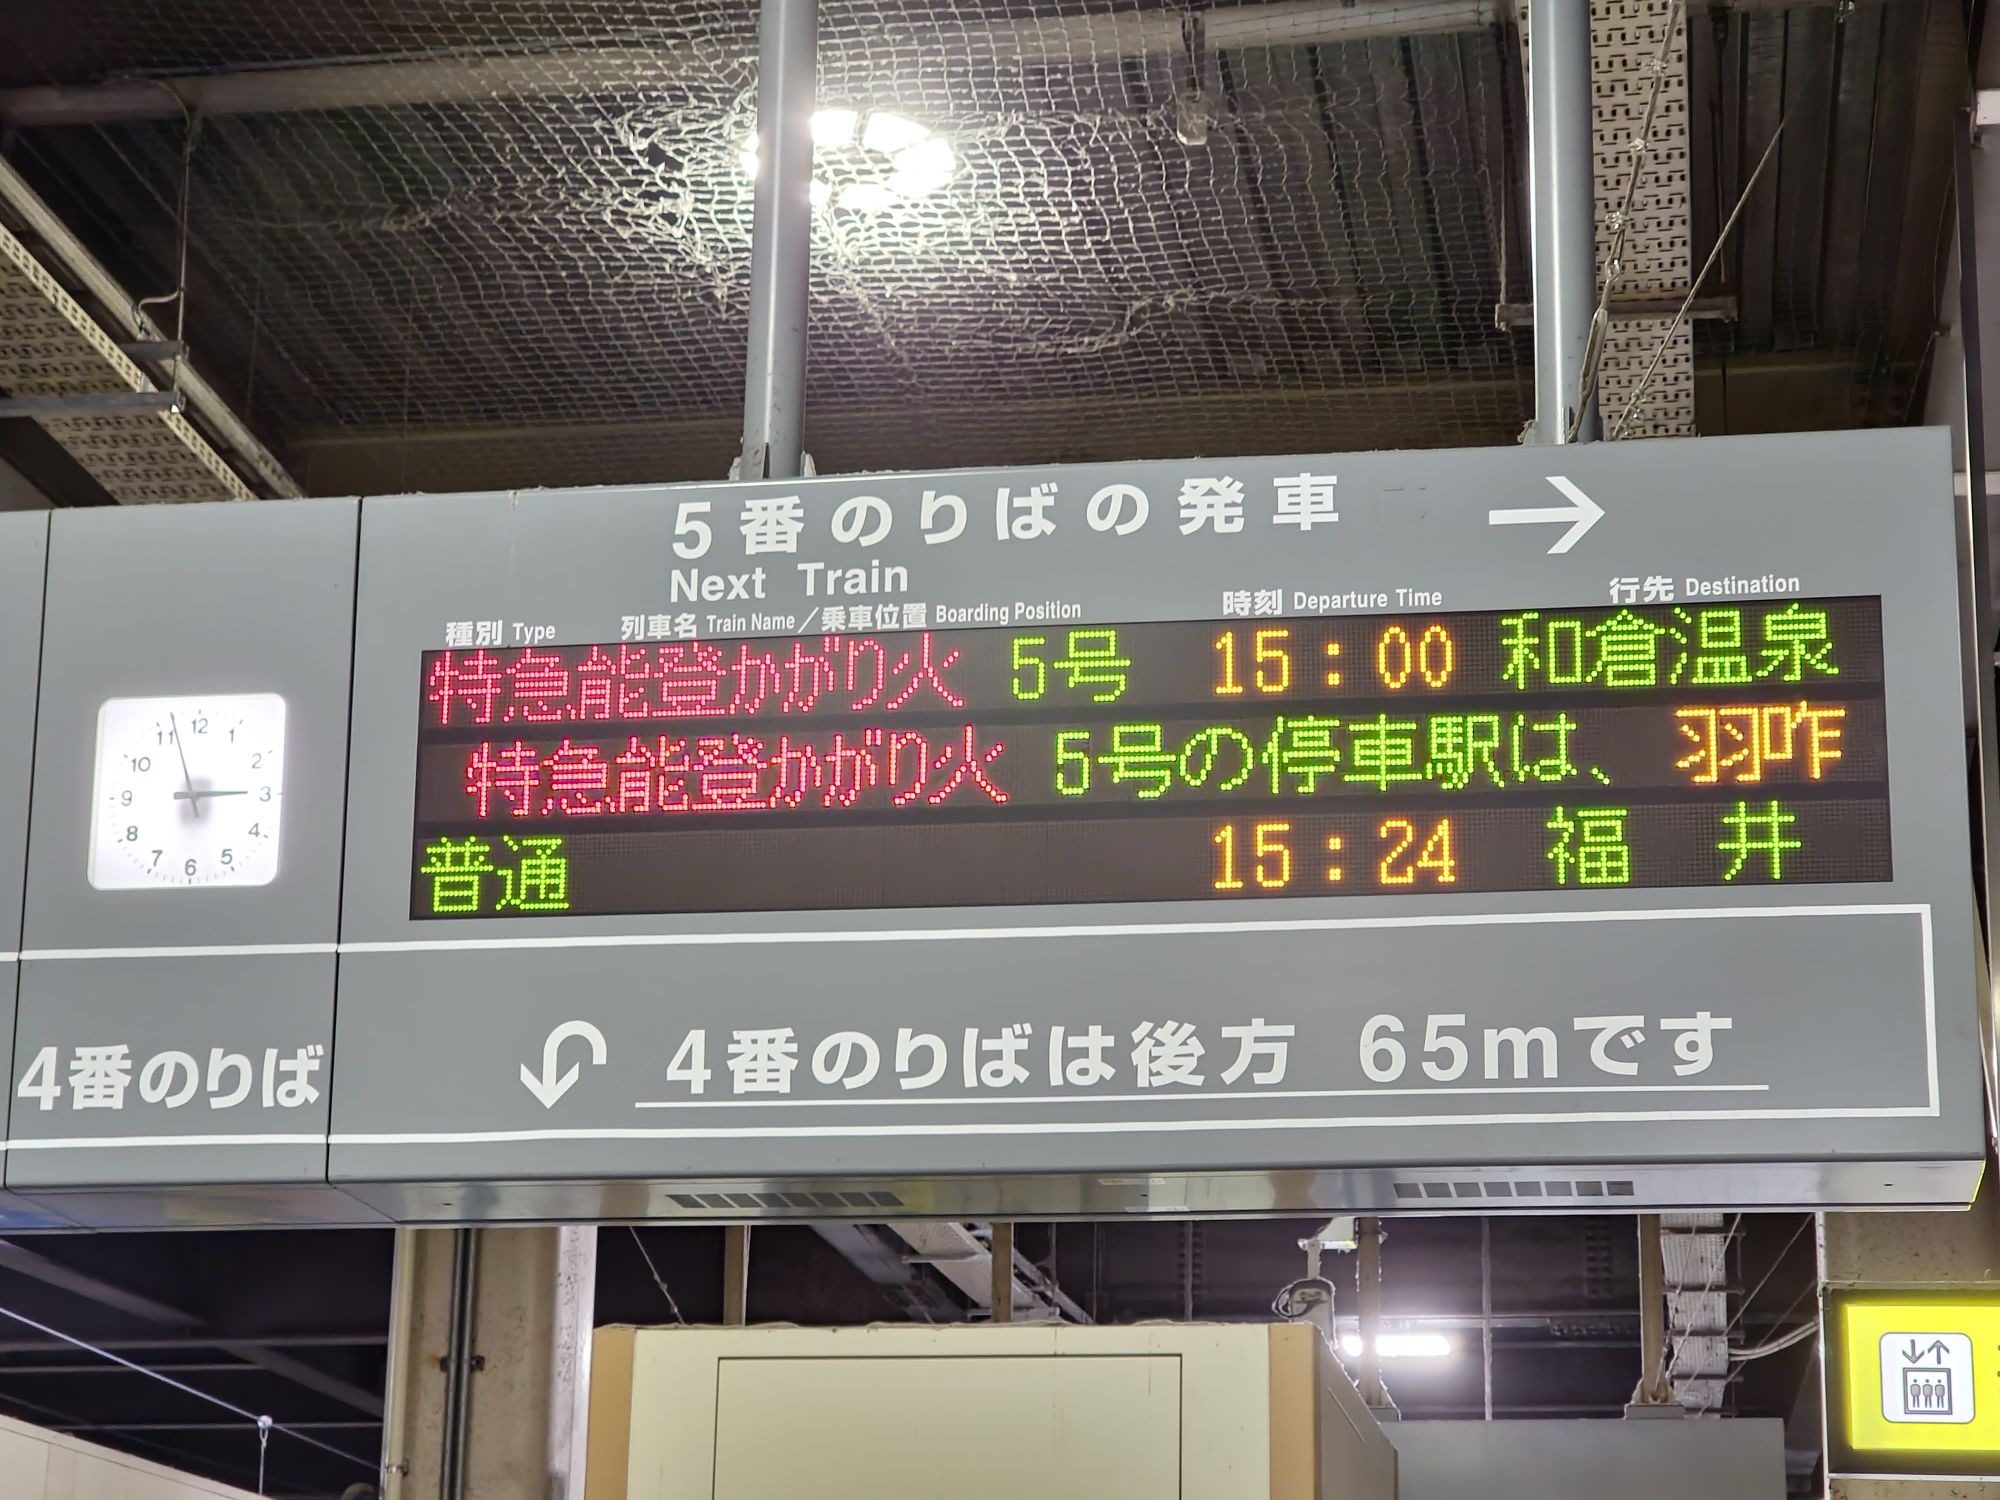 5番のりばの発車 →
Next Train
種別 Type 列車名 Train Name／乗車位置 Boarding Position 時刻 Departure Time 行先 Destination
特急能登かがり火 5号 15:00 和倉温泉
特急能登かがり火 5号の停車駅は、 羽咋
普通 15:24 福井
12
1
2
3
4
5
6
7
8
9
10
11
4番のりば
4番のりばは後方 65mです